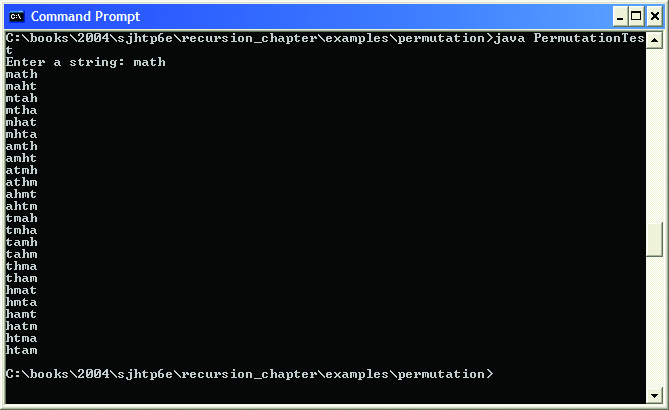 Command Prompt
C:\books\2004\sjhtp6e\recursion_chapter\examples\permutation>java PermutationTes
t
Enter a string: math
math
maht
mtah
mtha
mhat
mhta
amth
amht
atmh
athm
ahmt
ahtm
tmah
tmha
tamh
tahm
thma
tham
hmat
hmta
hamt
hatm
htma
htam
C:\books\2004\sjhtp6e\recursion_chapter\examples\permutation>